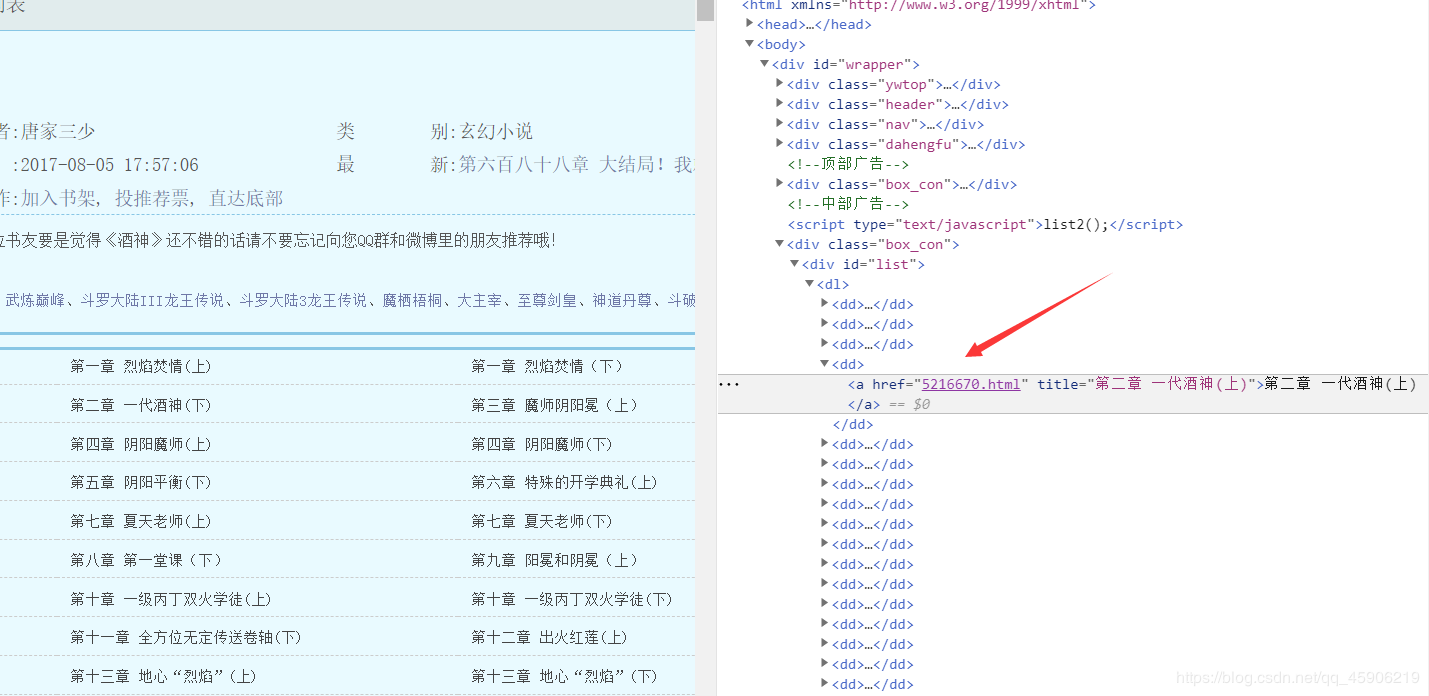 列表
者:唐家三少 类 别:玄幻小说
:2017-08-05 17:57:06 最 新:第六百八十八章 大结局! 我
作:加入书架, 投推荐票, 直达底部
位书友要是觉得《酒神》还不错的话请不要忘记向您QQ群和微博里的朋友推荐哦!
武炼巅峰、斗罗大陆III龙王传说、斗罗大陆3龙王传说、魔栖梧桐、大主宰、至尊剑皇、神道丹尊、斗破
第一章 烈焰焚情(上) 第一章 烈焰焚情（下）
第二章 一代酒神(下) 第三章 魔师阴阳冕（上）
第四章 阴阳魔师(上) 第四章 阴阳魔师(下)
第五章 阴阳平衡(下) 第六章 特殊的开学典礼(上)
第七章 夏天老师(上) 第七章 夏天老师(下)
第八章 第一堂课（下） 第九章 阳冕和阴冕（上）
第十章 一级丙丁双火学徒(上) 第十章 一级丙丁双火学徒(下)
第十一章 全方位无定传送卷轴(下) 第十二章 出火红莲(上)
第十三章 地心“烈焰”(上) 第十三章 地心“烈焰”(下)
<html xmlns="http://www.w3.org/1999/xhtml">
<head>…</head>
<body>
<div id="wrapper">
<div class="ywtop">…</div>
<div class="header">…</div>
<div class="nav">…</div>
<div class="dahengfu">…</div>
<!--顶部广告-->
<div class="box_con">…</div>
<!--中部广告-->
<script type="text/javascript">list2();</script>
<div class="box_con">
<div id="list">
<dl>
<dd>…</dd>
<dd>…</dd>
<dd>…</dd>
<dd>
<a href="5216670.html" title="第二章 一代酒神(上)">第二章 一代酒神(上)
</a> == $0
</dd>
<dd>…</dd>
<dd>…</dd>
<dd>…</dd>
<dd>…</dd>
<dd>…</dd>
<dd>…</dd>
<dd>…</dd>
<dd>…</dd>
<dd>…</dd>
<dd>…</dd>
<dd>…</dd>
<dd>…</dd>
<dd>…</dd>
https://blog.csdn.net/qq_45906219